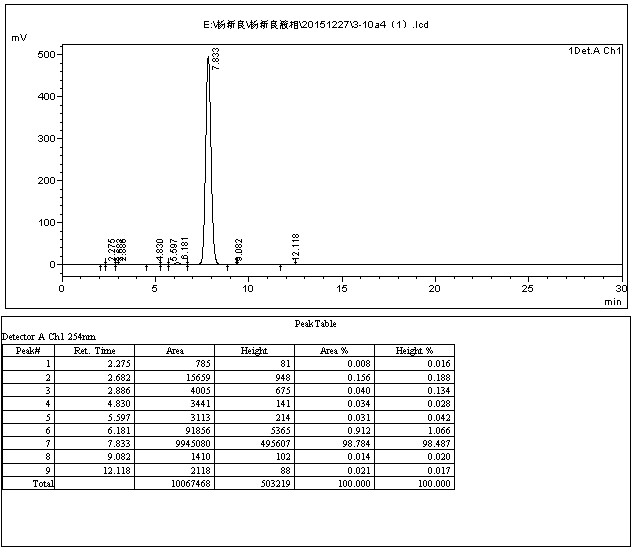 E:\杨新良\杨新良液相\20151227\3-10a4（1）.lcd
mV
1Det.A Ch1
500
400
300
200
100
0
2.275
2.682
2.886
4.830
5.597
6.181
7.833
9.082
12.118
0 5 10 15 20 25 30
min
PeakTable
Detector A Ch1 254nm
Peak# Ret. Time Area Height Area % Height %
1 2.275 785 81 0.008 0.016
2 2.682 15659 948 0.156 0.188
3 2.886 4005 675 0.040 0.134
4 4.830 3441 141 0.034 0.028
5 5.597 3113 214 0.031 0.042
6 6.181 91856 5365 0.912 1.066
7 7.833 9945080 495607 98.784 98.487
8 9.082 1410 102 0.014 0.020
9 12.118 2118 88 0.021 0.017
Total 10067468 503219 100.000 100.000